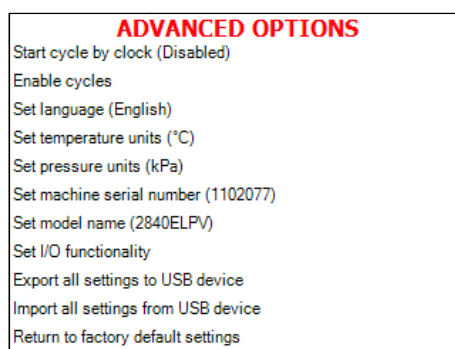 ADVANCED OPTIONS
Start cycle by clock (Disabled)
Enable cycles
Set language (English)
Set temperature units (°C)
Set pressure units (kPa)
Set machine serial number (1102077)
Set model name (2840ELPV)
Set I/O functionality
Export all settings to USB device
Import all settings from USB device
Return to factory default settings